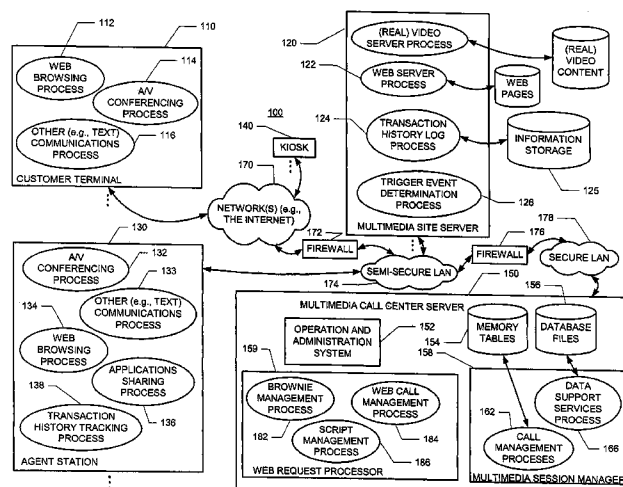 112
110
WEB
BROWSING
PROCESS
114
A/V
CONFERENCING
PROCESS
OTHER (e.g., TEXT)
COMMUNICATIONS
PROCESS
116
CUSTOMER TERMINAL
100
140
KIOSK
170
NETWORK(S) (e.g.,
THE INTERNET)
120
(REAL) VIDEO
SERVER PROCESS
(REAL)
VIDEO
CONTENT
122
WEB SERVER
PROCESS
WEB
PAGES
124
TRANSACTION
HISTORY LOG
PROCESS
INFORMATION
STORAGE
125
TRIGGER EVENT
DETERMINATION
PROCESS
126
MULTIMEDIA SITE SERVER
172
FIREWALL
176
FIREWALL
178
SECURE LAN
SEMI-SECURE LAN
174
130
A/V
CONFERENCING
PROCESS
132
133
OTHER (e.g., TEXT)
COMMUNICATIONS
PROCESS
134
WEB
BROWSING
PROCESS
APPLICATIONS
SHARING
PROCESS
136
138
TRANSACTION
HISTORY TRACKING
PROCESS
AGENT STATION
150
MULTIMEDIA CALL CENTER SERVER
OPERATION AND
ADMINISTRATION
SYSTEM
152
154
MEMORY
TABLES
156
DATABASE
FILES
158
159
BROWNIE
MANAGEMENT
PROCESS
182
WEB CALL
MANAGEMENT
PROCESS
184
SCRIPT
MANAGEMENT
PROCESS
186
WEB REQUEST PROCESSOR
162
CALL
MANAGEMENT
PROCESES
DATA
SUPPORT
SERVICES
PROCESS
166
MULTIMEDIA SESSION MANAGER